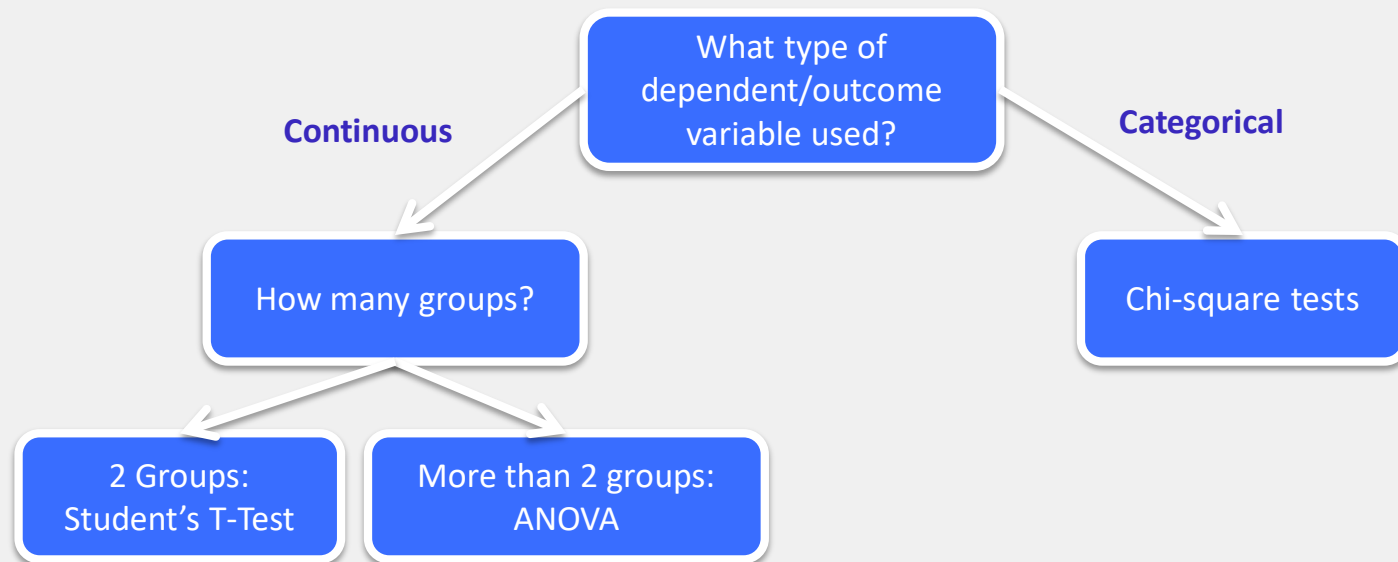 What type of
dependent/outcome
variable used?
Continuous
Categorical
How many groups?
Chi-square tests
2 Groups:
Student’s T-Test
More than 2 groups:
ANOVA